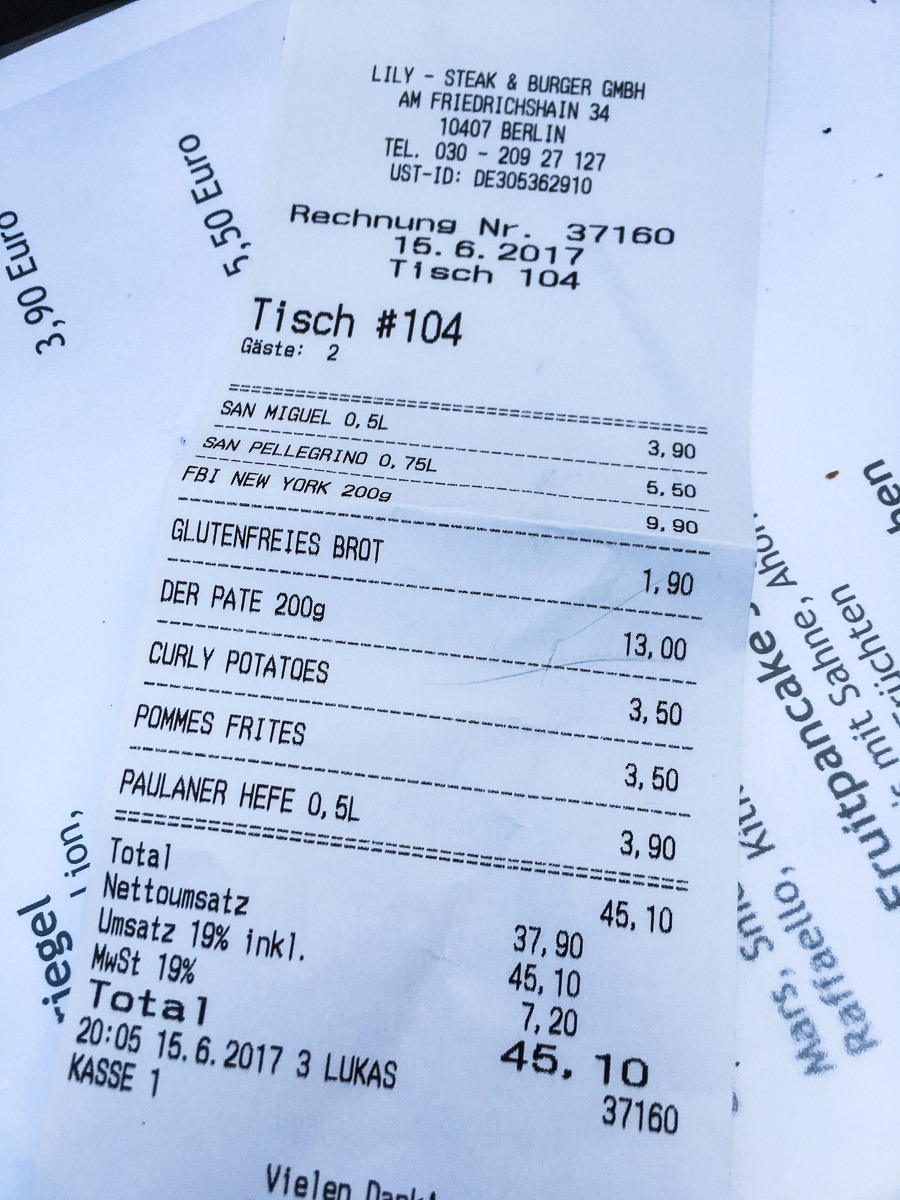 LILY - STEAK & BURGER GMBH
AM FRIEDRICHSHAIN 34
10407 BERLIN
TEL. 030 - 209 27 127
UST-ID: DE305362910
Rechnung Nr. 37160
15.6.2017
Tisch 104
Tisch #104
Gäste: 2
SAN MIGUEL 0,5L 3,90
SAN PELLEGRINO 0,75L 5,50
FBI NEW YORK 200g 9,90
GLUTENFREIES BROT 1,90
DER PATE 200g 13,00
CURLY POTATOES 3,50
POMMES FRITES 3,50
PAULANER HEFE 0,5L 3,90
Total 45,10
Nettoumsatz 37,90
Umsatz 19% inkl. 45,10
MwSt 19% 7,20
Total 45,10
20:05 15.6.2017 3 LUKAS 37160
KASSE 1
Vielen Dank!
3,90 Euro
5,50 Euro
riegel
Fruitpancake
mit Sahne,
Mars,
Raffaello,